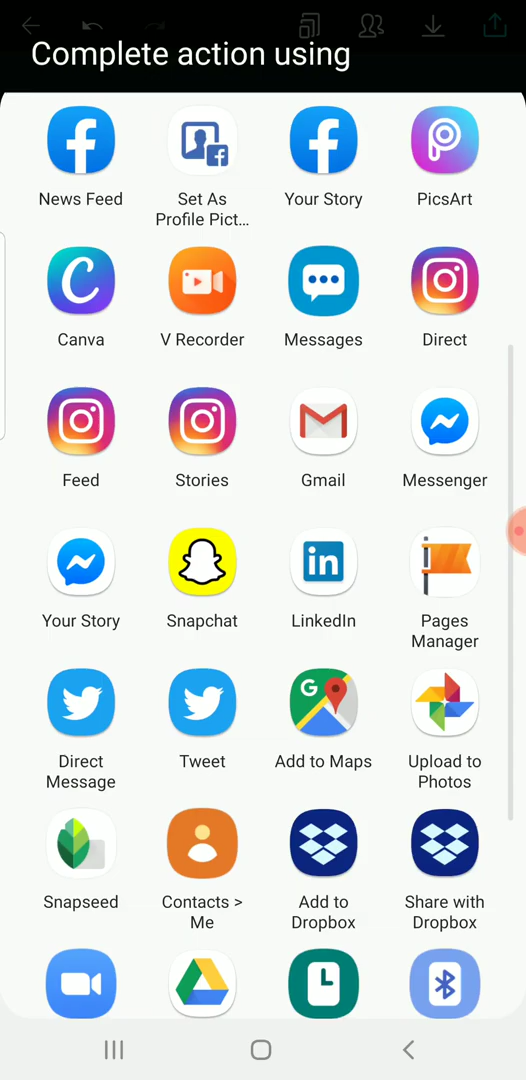 Complete action using
News Feed
Set As
Profile Pict...
Your Story
PicsArt
Canva
V Recorder
Messages
Direct
Feed
Stories
Gmail
Messenger
Your Story
Snapchat
in
LinkedIn
Pages
Manager
Direct
Message
Tweet
G
Add to Maps
Upload to
Photos
Snapseed
Contacts >
Me
Add to
Dropbox
Share with
Dropbox